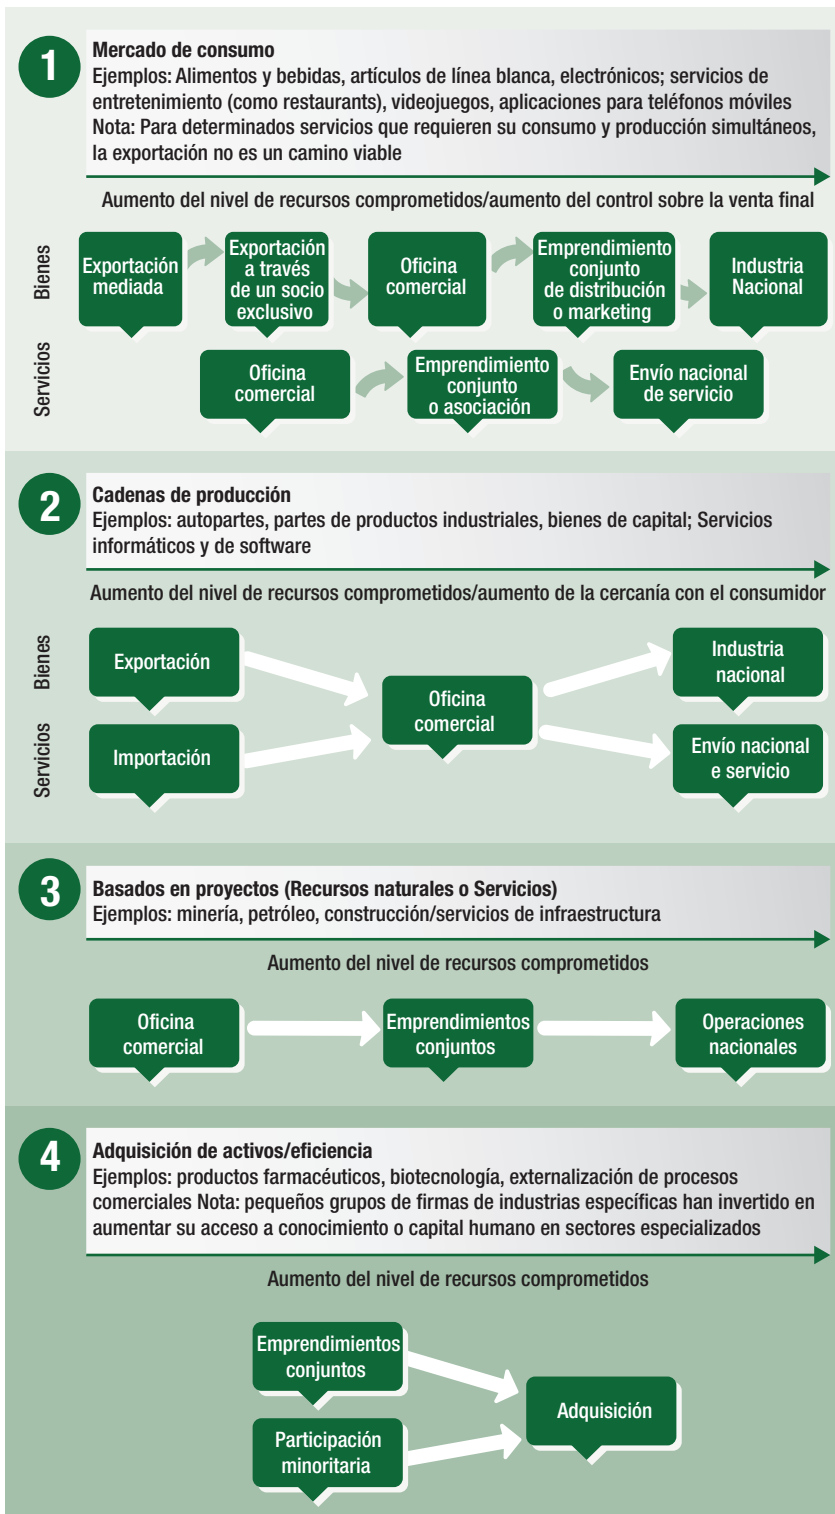 1
Mercado de consumo
Ejemplos: Alimentos y bebidas, artículos de línea blanca, electrónicos; servicios de
entretenimiento (como restaurants), videojuegos, aplicaciones para teléfonos móviles
Nota: Para determinados servicios que requieren su consumo y producción simultáneos,
la exportación no es un camino viable
Aumento del nivel de recursos comprometidos/aumento del control sobre la venta final
Bienes
Exportación
mediada
Exportación
a través
de un socio
exclusivo
Oficina
comercial
Emprendimiento
conjunto
de distribución
o marketing
Industria
Nacional
Servicios
Oficina
comercial
Emprendimiento
conjunto
o asociación
Envío nacional
de servicio
2
Cadenas de producción
Ejemplos: autopartes, partes de productos industriales, bienes de capital; Servicios
informáticos y de software
Aumento del nivel de recursos comprometidos/aumento de la cercanía con el consumidor
Bienes
Exportación
Servicios
Importación
Oficina
comercial
Industria
nacional
Envío nacional
e servicio
3
Basados en proyectos (Recursos naturales o Servicios)
Ejemplos: minería, petróleo, construcción/servicios de infraestructura
Aumento del nivel de recursos comprometidos
Oficina
comercial
Emprendimientos
conjuntos
Operaciones
nacionales
4
Adquisición de activos/eficiencia
Ejemplos: productos farmacéuticos, biotecnología, externalización de procesos
comerciales Nota: pequeños grupos de firmas de industrias específicas han invertido en
aumentar su acceso a conocimiento o capital humano en sectores especializados
Aumento del nivel de recursos comprometidos
Emprendimientos
conjuntos
Participación
minoritaria
Adquisición